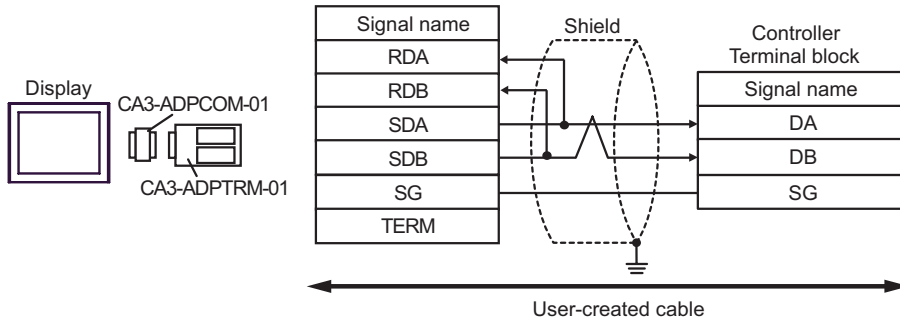 Display
CA3-ADPCOM-01
CA3-ADPTRM-01
Signal name
RDA
RDB
SDA
SDB
SG
TERM
Shield
Controller
Terminal block
Signal name
DA
DB
SG
User-created cable